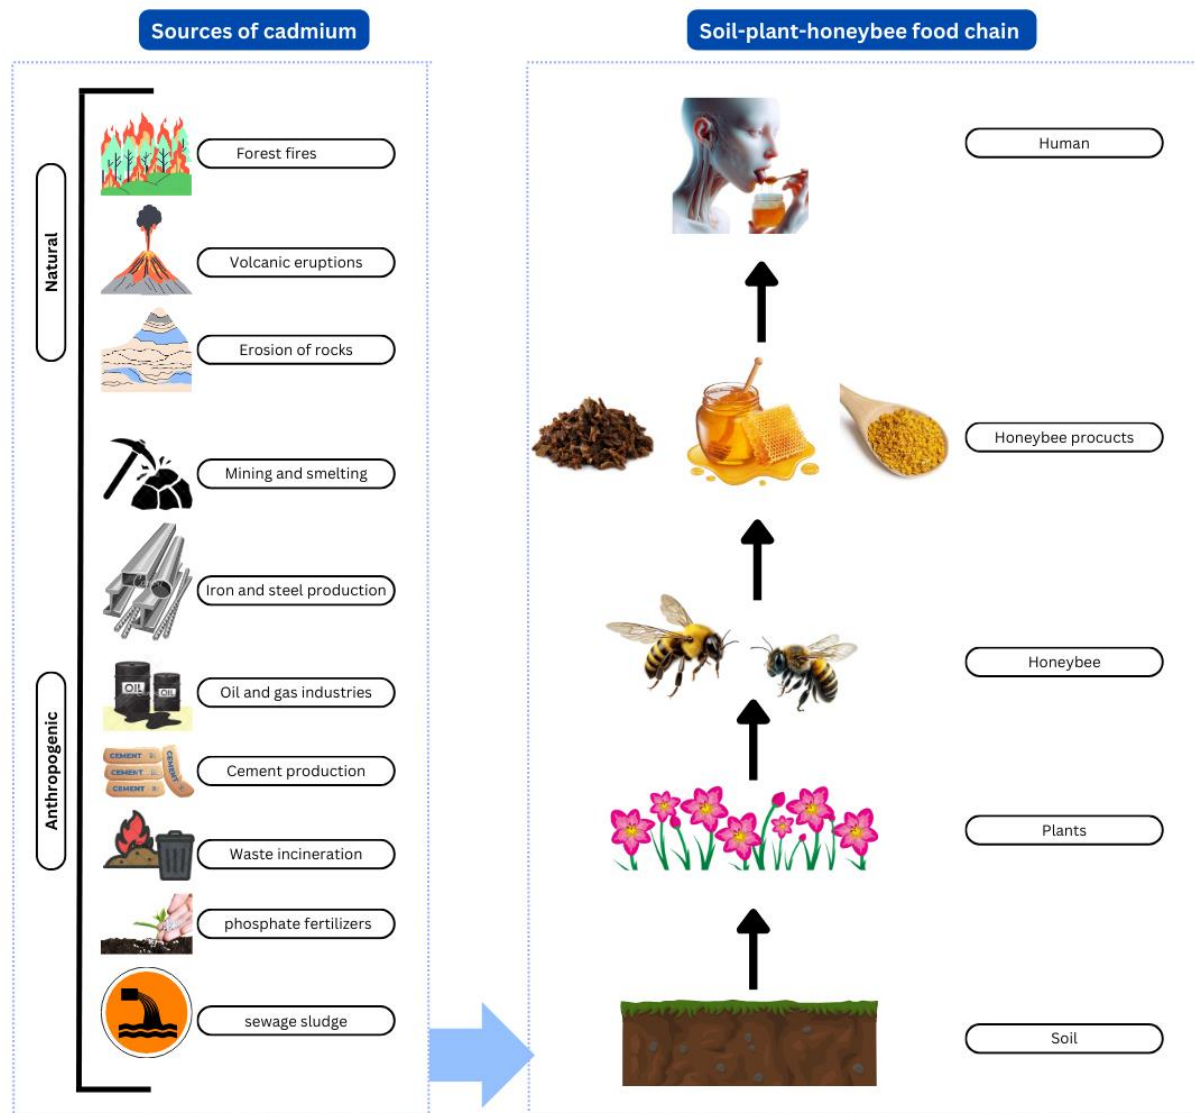 Sources of cadmium
Natural
Forest fires
Volcanic eruptions
Erosion of rocks
Anthropogenic
Mining and smelting
Iron and steel production
Oil and gas industries
OIL
OIL
Cement production
CEMENT
CEMENT
CEMENT
CEMENT
Waste incineration
phosphate fertilizers
sewage sludge
Soil-plant-honeybee food chain
Human
Honeybee procucts
Honeybee
Plants
Soil